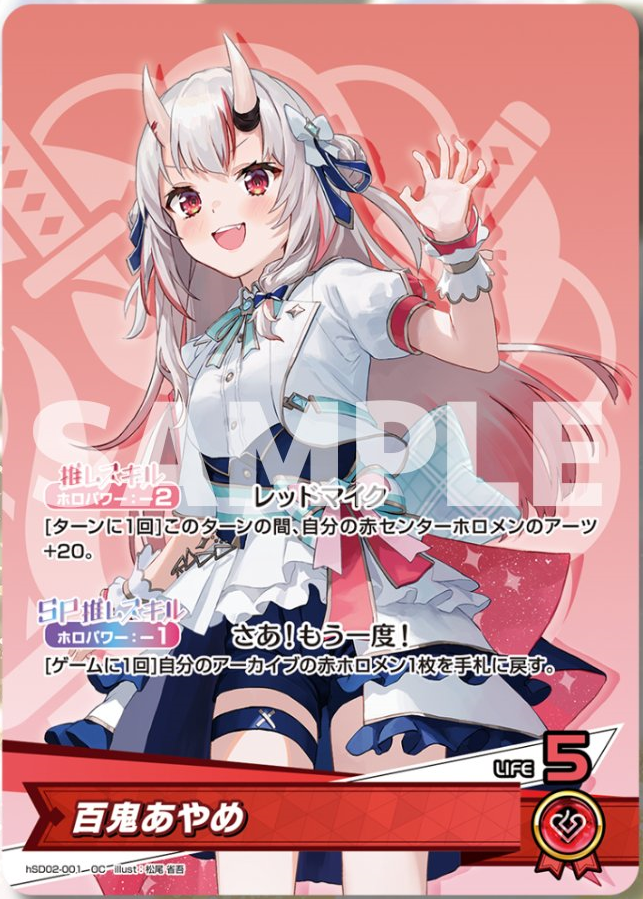 SAMPLE
推しスキル
ホロパワー：－2
レッドマイク
[ターンに1回]このターンの間、自分の赤センターホロメンのアーツ
+20。
SP推しスキル
ホロパワー：－1
さあ！もう一度！
[ゲームに1回]自分のアーカイブの赤ホロメン1枚を手札に戻す。
LIFE 5
百鬼あやめ
hSD02-001 OC illust：松尾 省吾